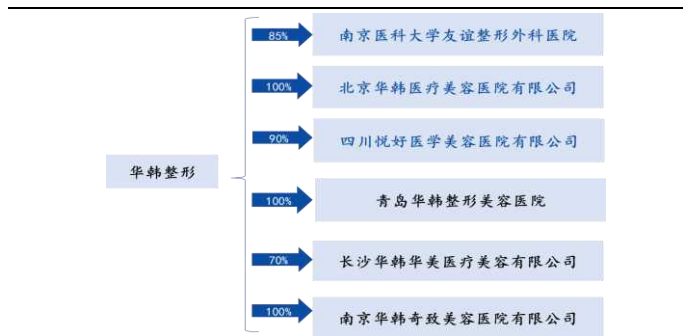 85%
南京医科大学友谊整形外科医院
100%
北京华韩医疗美容医院有限公司
90%
四川悦好医学美容医院有限公司
华韩整形
100%
青岛华韩整形美容医院
70%
长沙华韩华美医疗美容有限公司
100%
南京华韩奇致美容医院有限公司